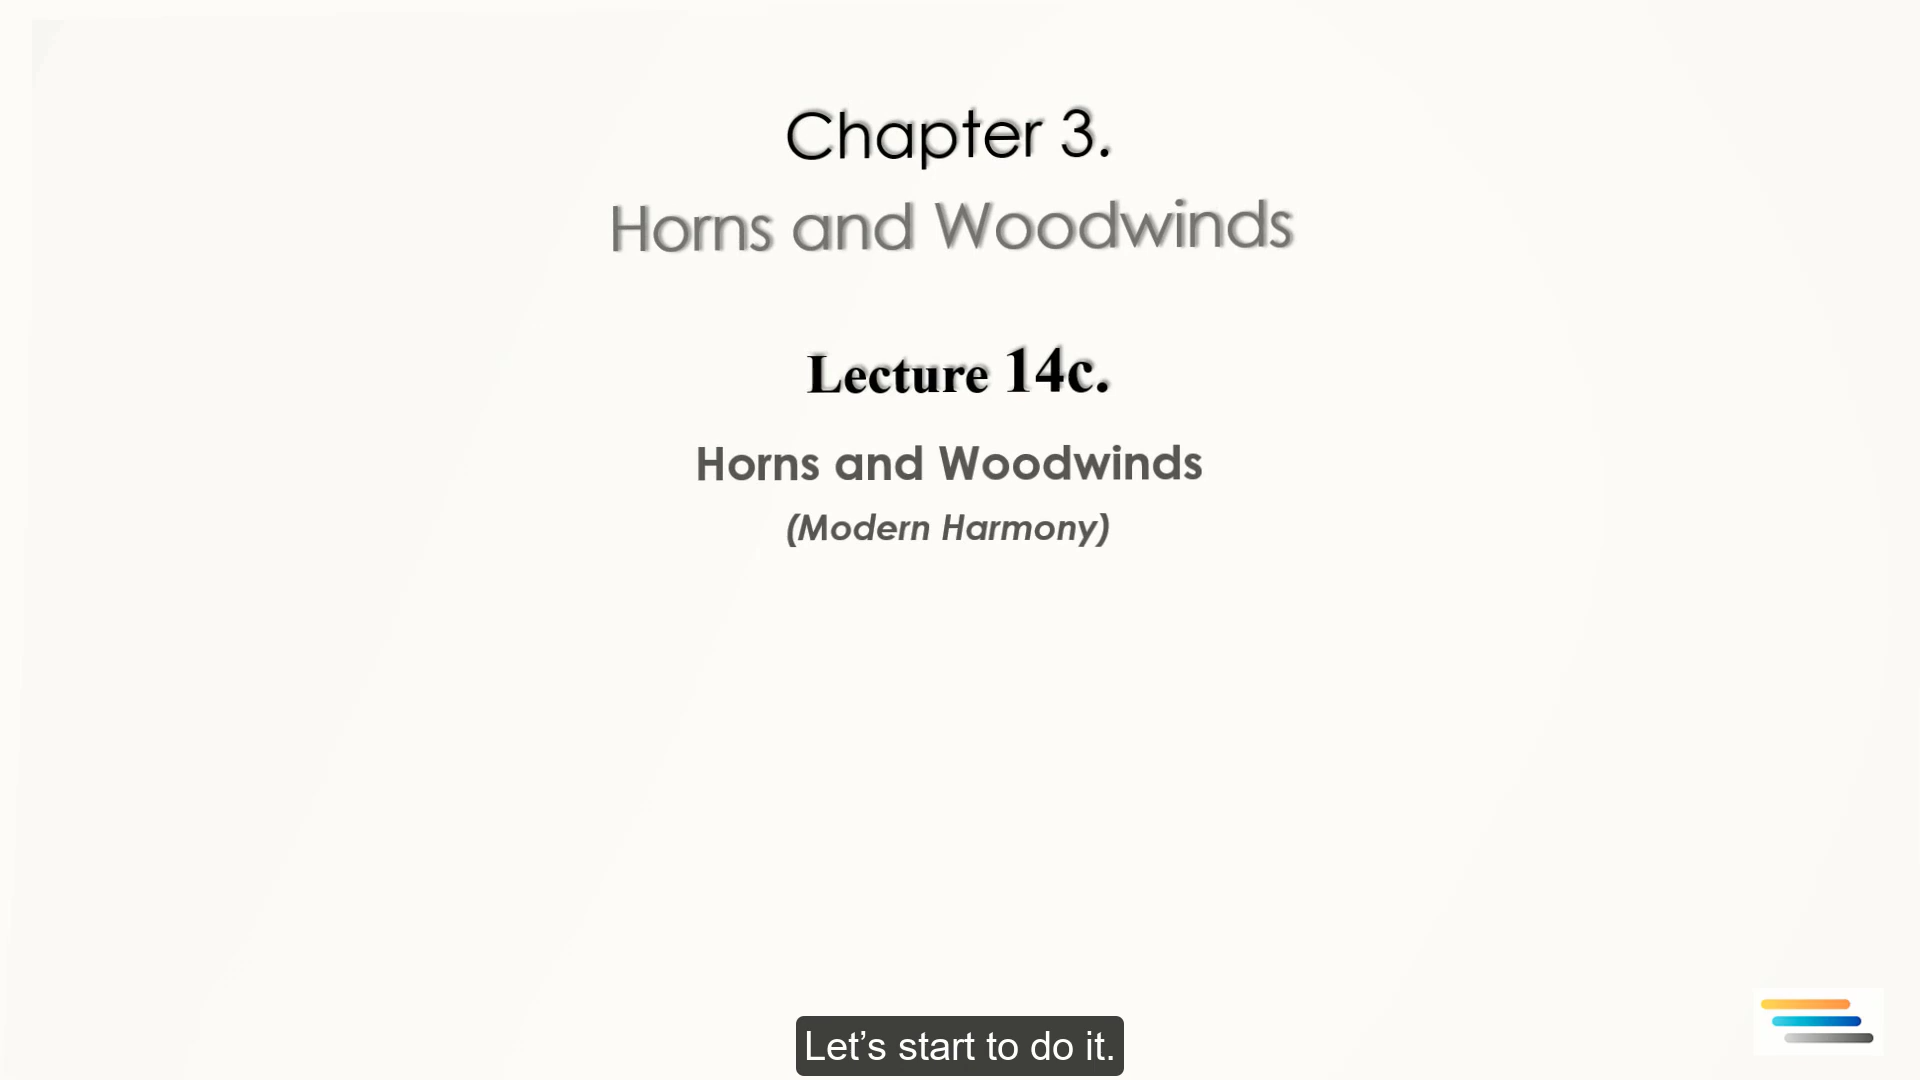 Chapter 3.
Horns and Woodwinds
Lecture 14c.
Horns and Woodwinds
(Modern Harmony)
Let’s start to do it.